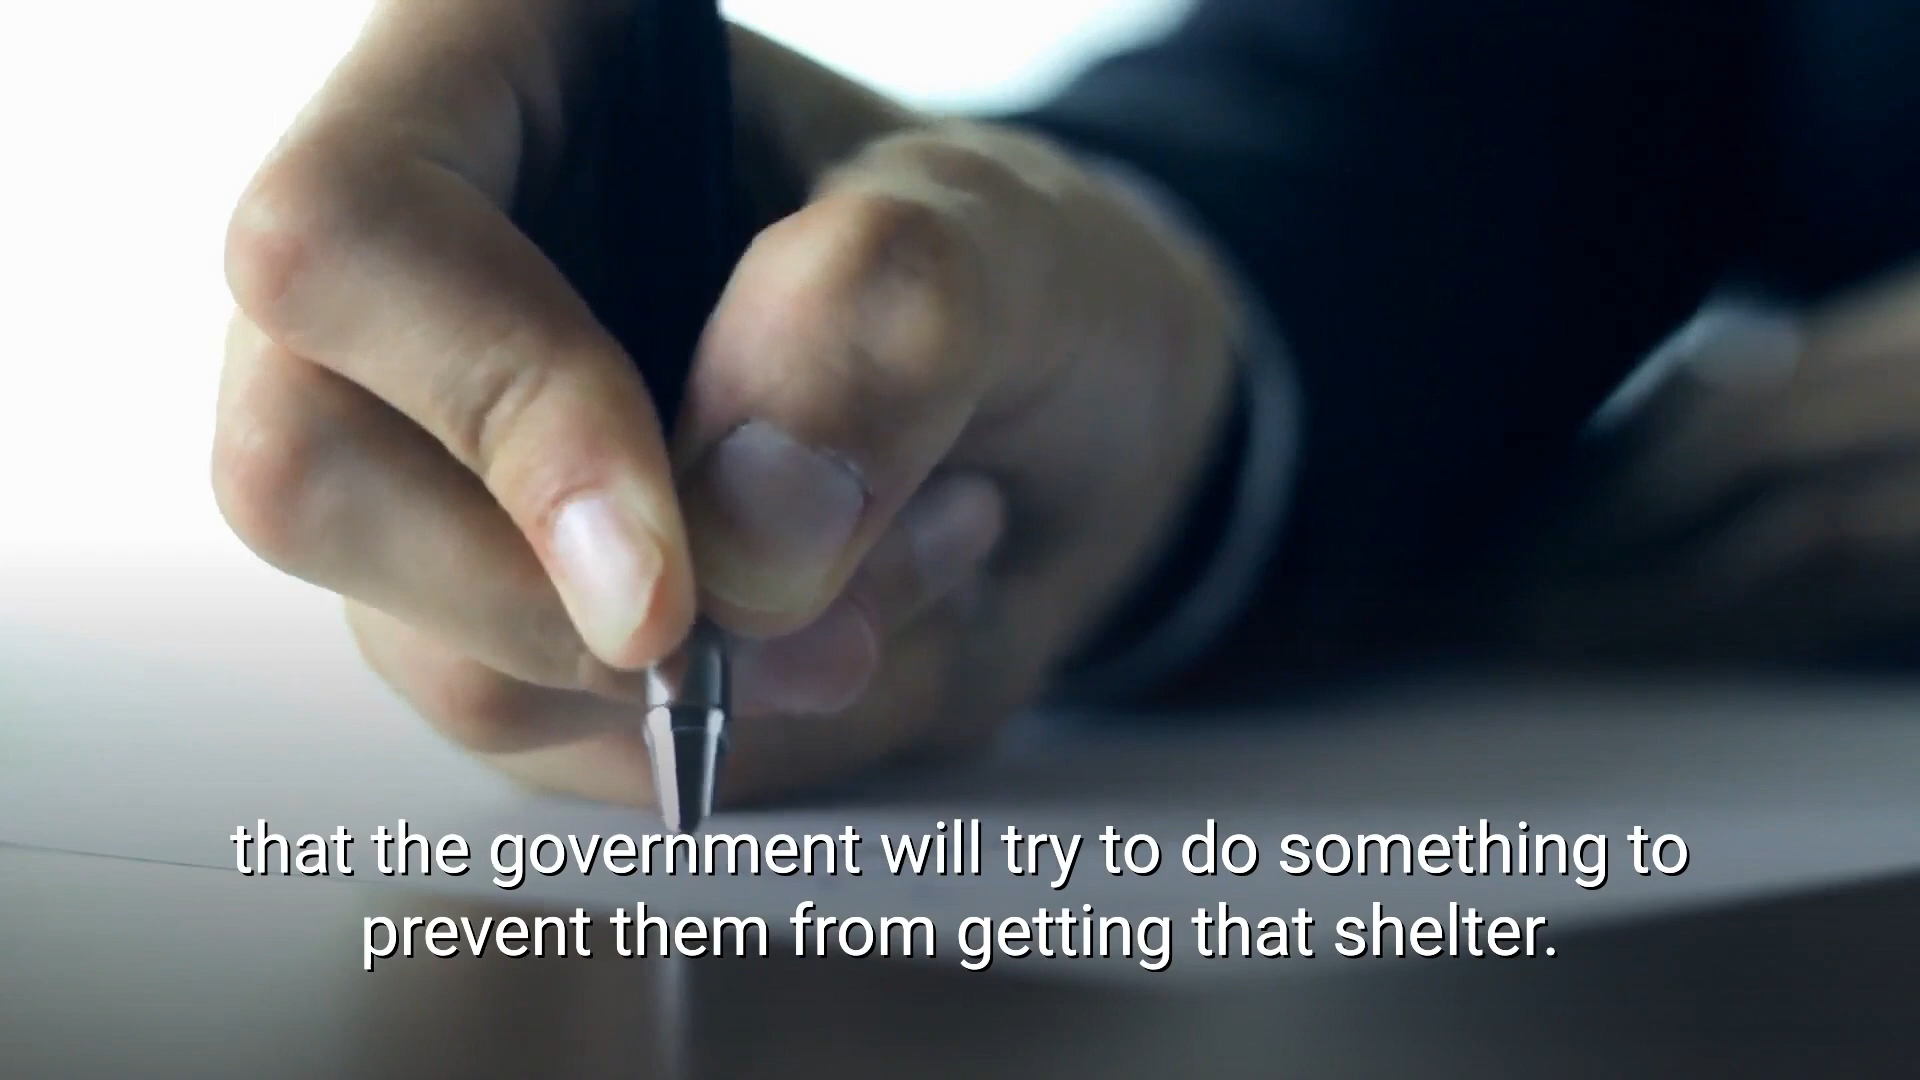 that the government will try to do something to
prevent them from getting that shelter.